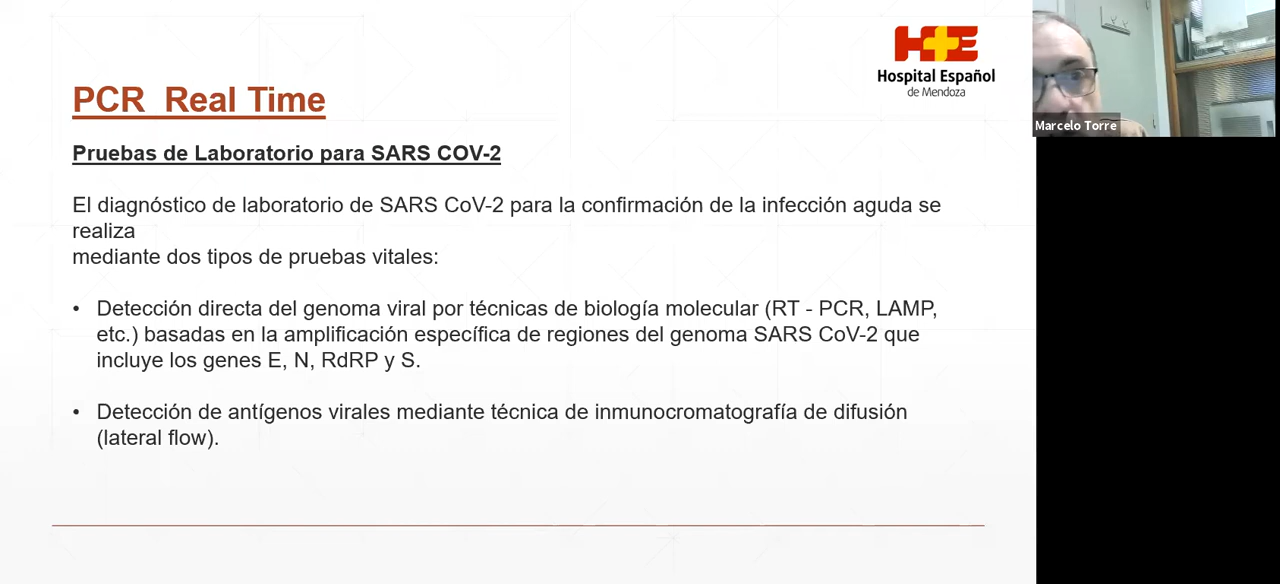 HE
Hospital Español
de Mendoza
PCR Real Time
Pruebas de Laboratorio para SARS COV-2
El diagnóstico de laboratorio de SARS CoV-2 para la confirmación de la infección aguda se
realiza
mediante dos tipos de pruebas vitales:
• Detección directa del genoma viral por técnicas de biología molecular (RT - PCR, LAMP,
etc.) basadas en la amplificación específica de regiones del genoma SARS CoV-2 que
incluye los genes E, N, RdRP y S.
• Detección de antígenos virales mediante técnica de inmunocromatografía de difusión
(lateral flow).
Marcelo Torre